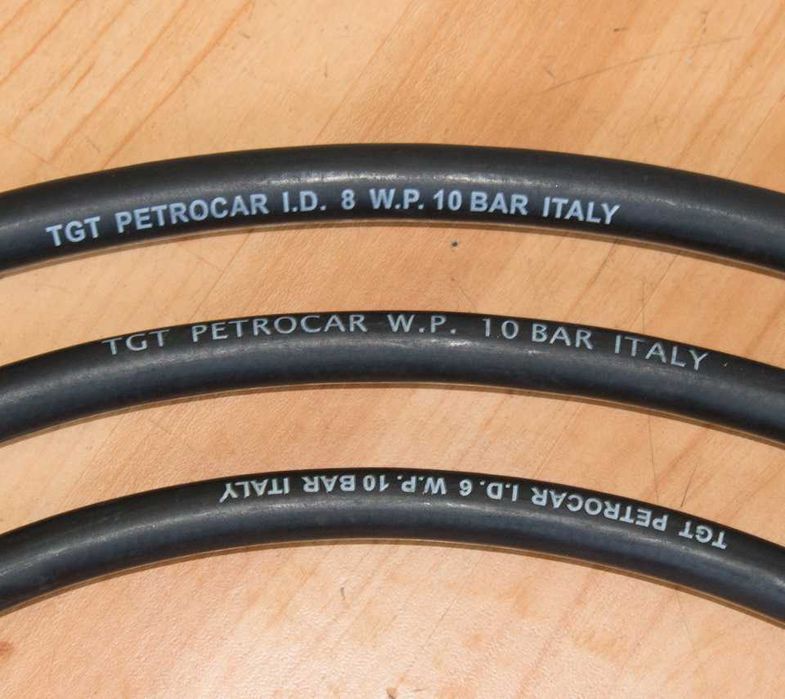 TGT PETROCAR I.D. 8 W.P. 10 BAR ITALY
TGT PETROCAR W.P. 10 BAR ITALY
TGT PETROCAR I.D. 6 W.P. 10 BAR ITALY